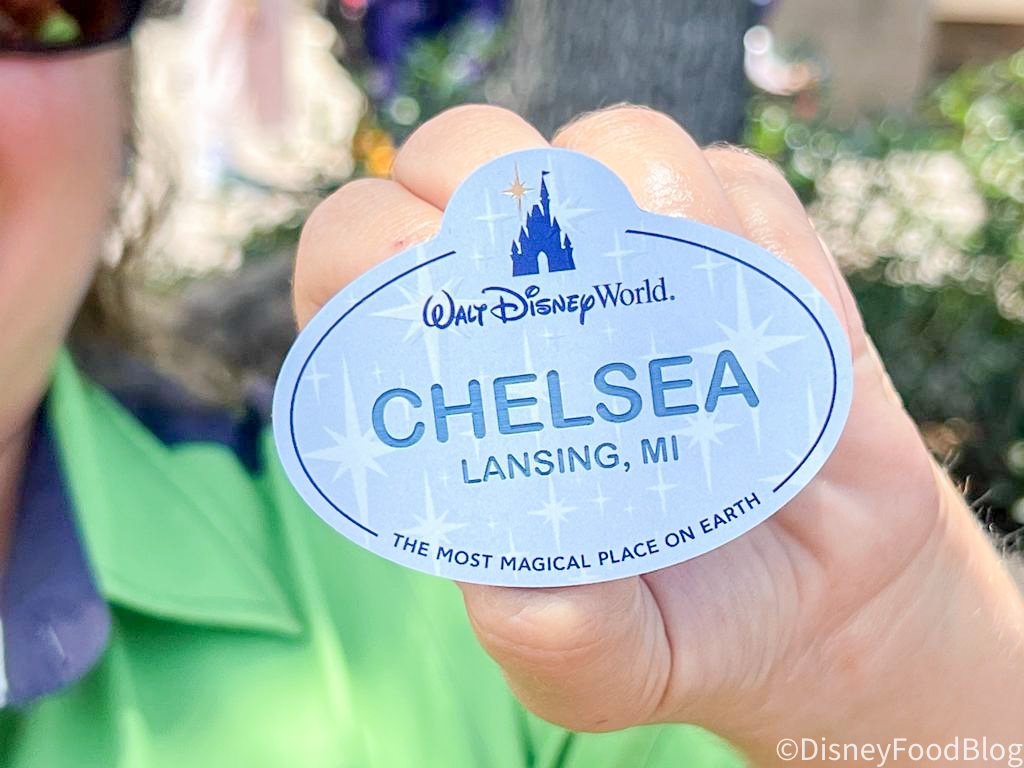 WALT DISNEY World.
CHELSEA
LANSING, MI
THE MOST MAGICAL PLACE ON EARTH
©DisneyFoodBlog